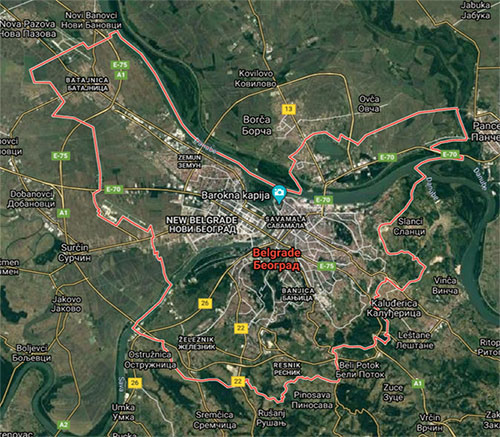 Novi Banovci
Нови Бановци
Nova Pazova
Нова Пазова
Jabuka
Јабука
E-75
A1
BATAJNICA
БАТАЈНИЦА
Kovilovo
Ковилово
13
Ovča
Овча
Borča
Борча
E-75
E-70
E-70
ZEMUN
ЗЕМУН
Barokna kapija
E-70
Dobanovci
Добановци
A1
NEW BELGRADE
НОВИ БЕОГРАД
SAVAMALA
САВАМАЛА
E-70
Slanci
Сланци
Surčin
Сурчин
Belgrade
Београд
E-75
Vinča
Винча
BANJICA
БАЊИЦА
Jakovo
Јаково
26
Kaluđerica
Калуђерица
22
Leštane
Лештане
ŽELEZNIK
ЖЕЛЕЗНИК
Boljevci
Бољевци
Ostružnica
Остружница
RESNIK
РЕСНИК
Beli Potok
Бели Поток
Sava
26
22
Zuce
Зуце
Pinosava
Пиносава
Umka
Умка
Sremčica
Сремчица
Rušanj
Рушањ
Vrčin
Врчин
A2